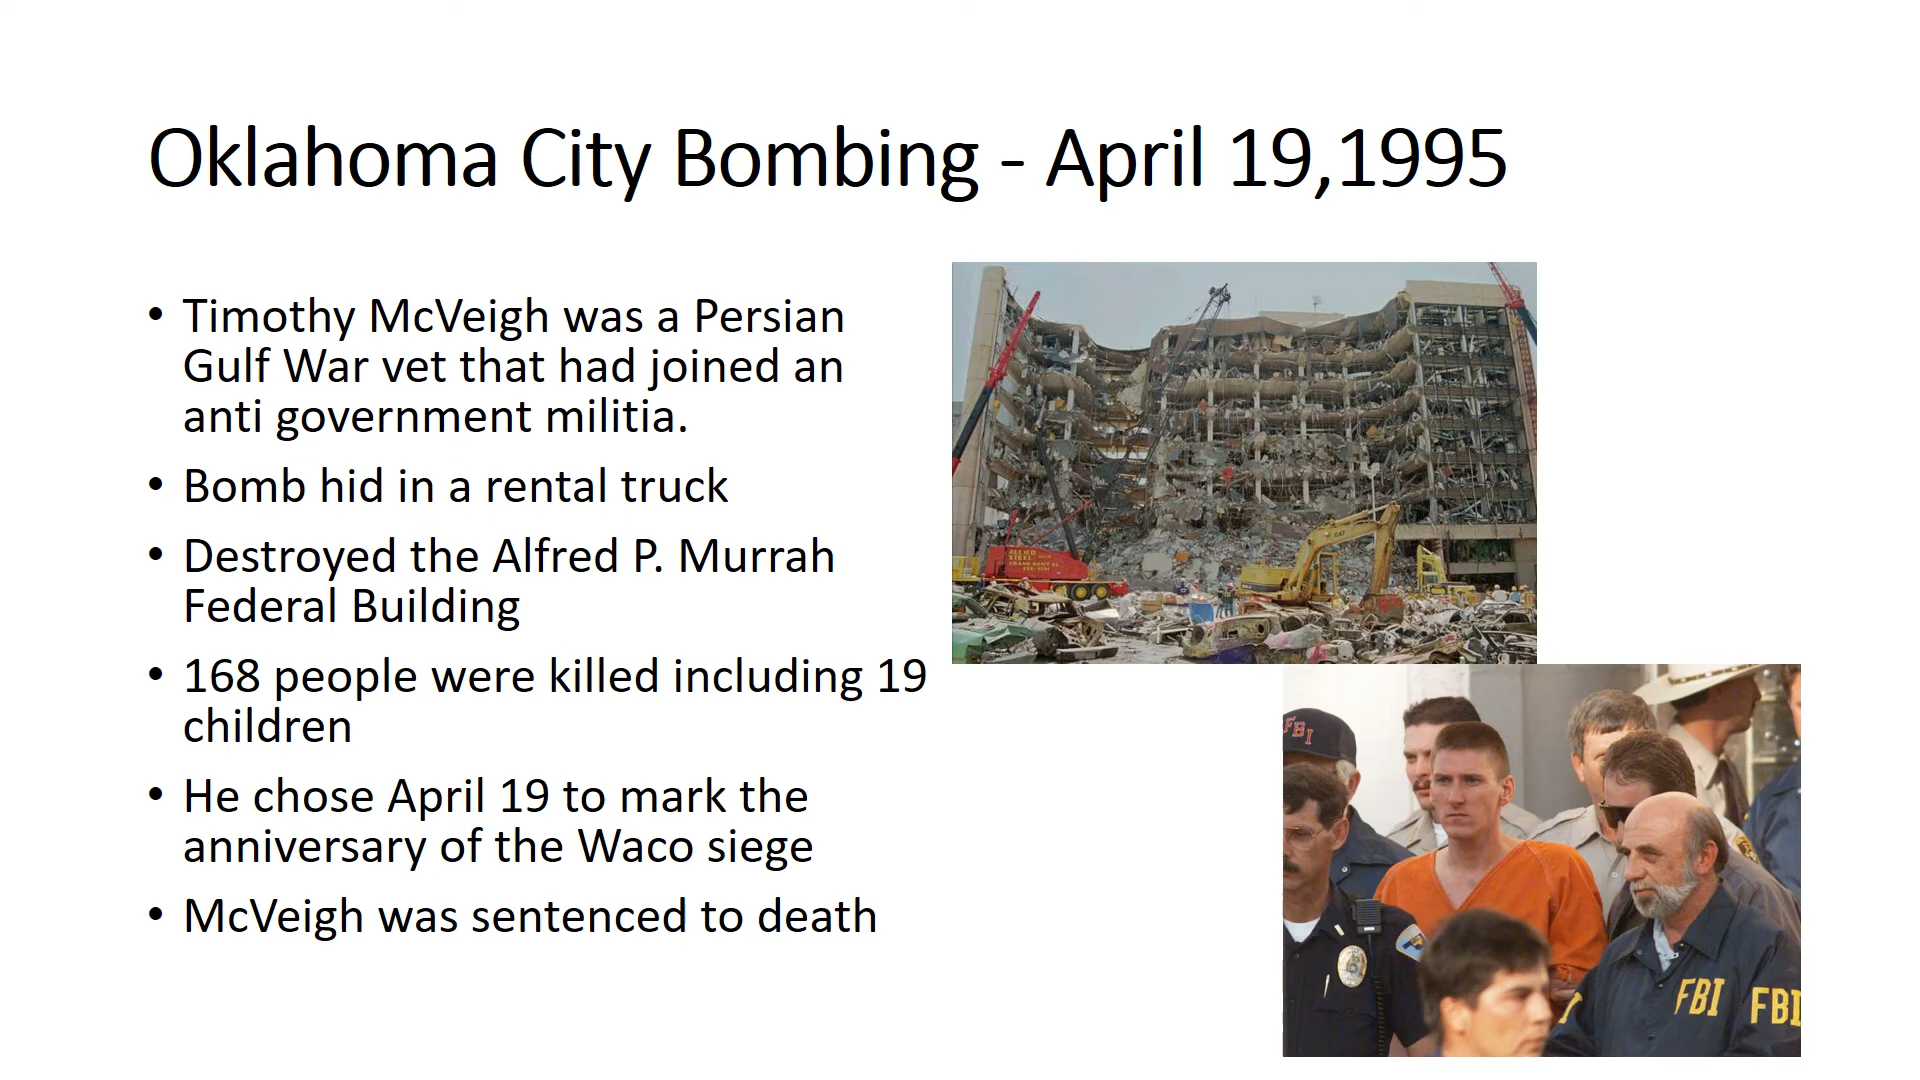 Oklahoma City Bombing - April 19,1995
• Timothy McVeigh was a Persian
Gulf War vet that had joined an
anti government militia.
• Bomb hid in a rental truck
• Destroyed the Alfred P. Murrah
Federal Building
• 168 people were killed including 19
children
• He chose April 19 to mark the
anniversary of the Waco siege
• McVeigh was sentenced to death
ALLIED
STEEL
CAT
FBI
FBI
FBI